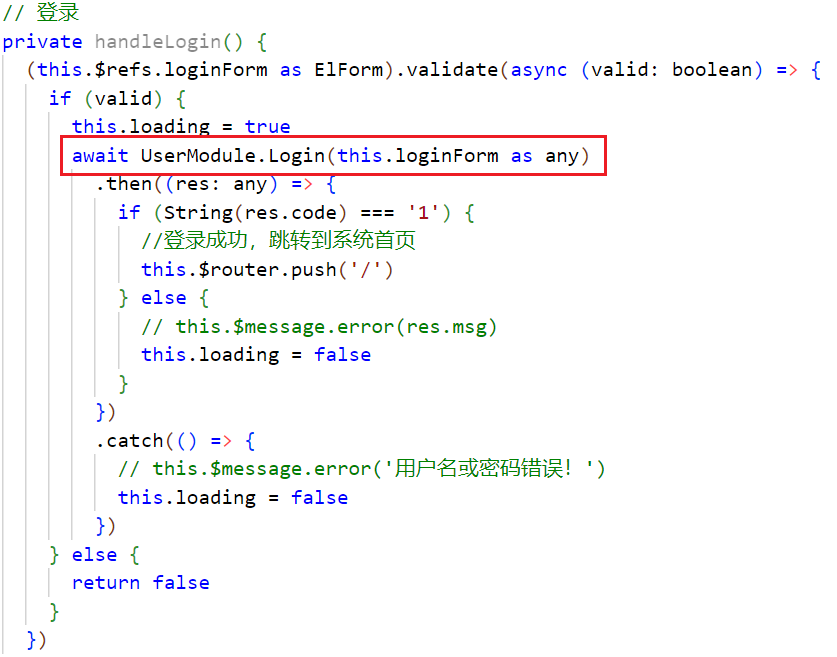 // 登录
private handleLogin() {
(this.$refs.loginForm as ElForm).validate(async (valid: boolean) => {
if (valid) {
this.loading = true
await UserModule.Login(this.loginForm as any)
.then((res: any) => {
if (String(res.code) === '1') {
//登录成功，跳转到系统首页
this.$router.push('/')
} else {
// this.$message.error(res.msg)
this.loading = false
}
})
.catch(() => {
// this.$message.error('用户名或密码错误！')
this.loading = false
})
} else {
return false
}
})